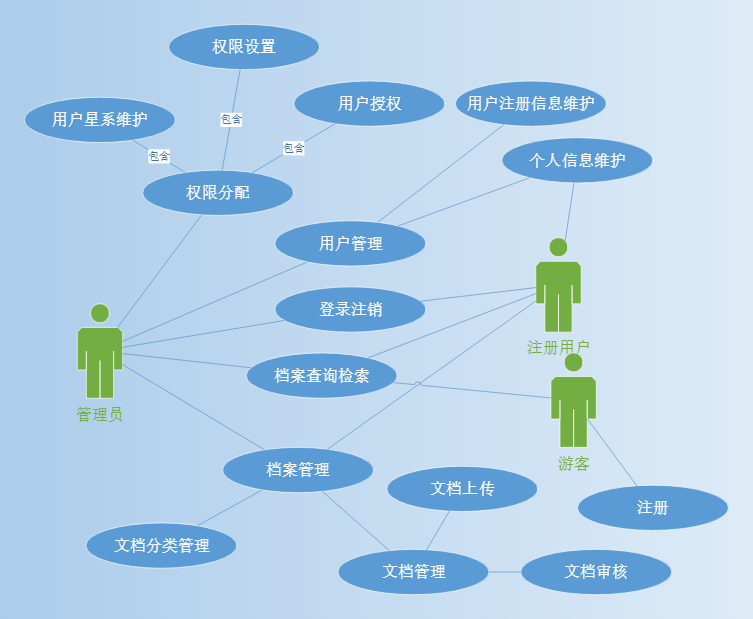 权限设置
用户授权
用户注册信息维护
用户星系维护
包含
包含
包含
个人信息维护
权限分配
用户管理
登录注销
注册用户
档案查询检索
管理员
游客
档案管理
文档上传
注册
文档分类管理
文档管理
文档审核